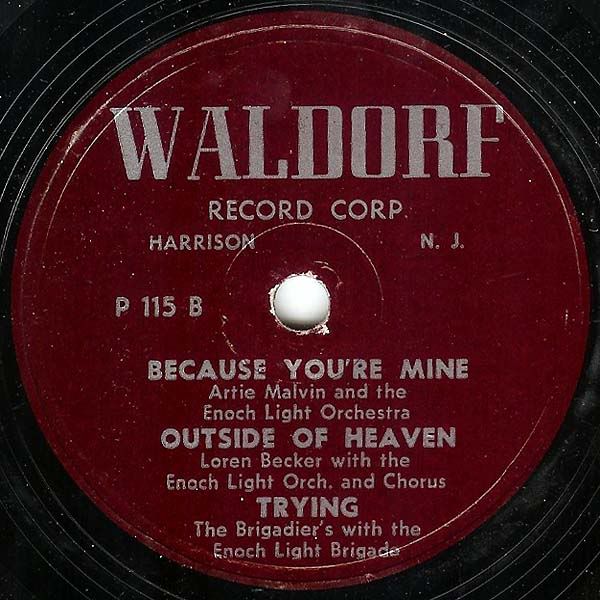 WALDORF
RECORD CORP.
HARRISON N. J.
P 115 B
BECAUSE YOU'RE MINE
Artie Malvin and the
Enoch Light Orchestra
OUTSIDE OF HEAVEN
Loren Becker with the
Enoch Light Orch. and Chorus
TRYING
The Brigadier's with the
Enoch Light Brigade